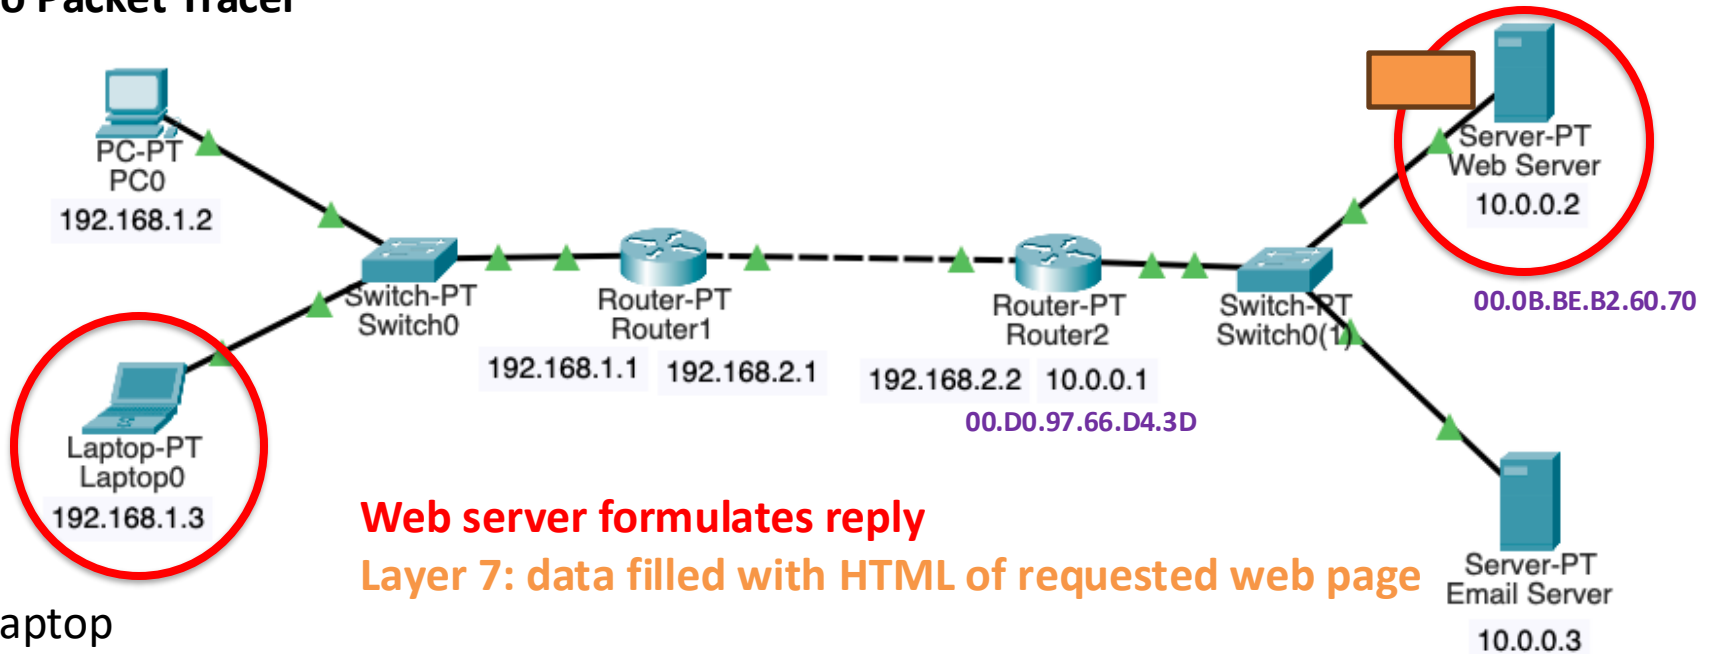 o Packet Tracer
PC-PT
PC0
192.168.1.2
Server-PT
Web Server
10.0.0.2
00.0B.BE.B2.60.70
Switch-PT
Switch0
Router-PT
Router1
192.168.1.1 192.168.2.1
Router-PT
Router2
192.168.2.2 10.0.0.1
00.D0.97.66.D4.3D
Switch-PT
Switch0(1)
Laptop-PT
Laptop0
192.168.1.3
Web server formulates reply
Layer 7: data filled with HTML of requested web page
Server-PT
Email Server
10.0.0.3
aptop